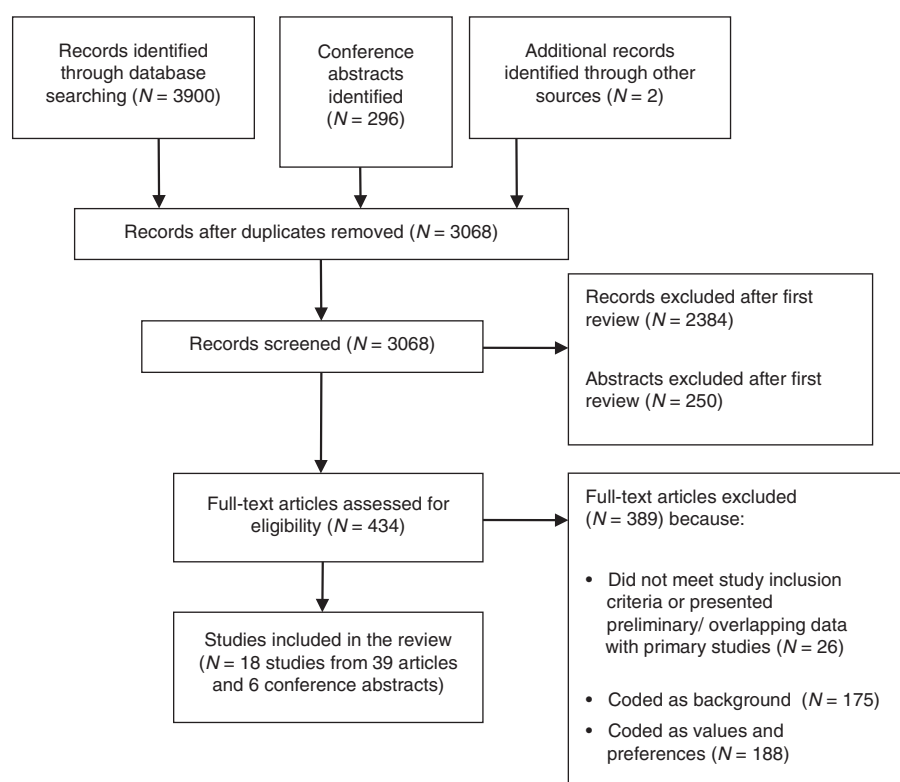 Records identified
through database
searching (N = 3900)
Conference
abstracts
identified
(N = 296)
Additional records
identified through other
sources (N = 2)
Records after duplicates removed (N = 3068)
Records screened (N = 3068)
Records excluded after first
review (N = 2384)
Abstracts excluded after first
review (N = 250)
Full-text articles assessed for
eligibility (N = 434)
Full-text articles excluded
(N = 389) because:
• Did not meet study inclusion
criteria or presented
preliminary/ overlapping data
with primary studies (N = 26)
• Coded as background (N = 175)
• Coded as values and
preferences (N = 188)
Studies included in the review
(N = 18 studies from 39 articles
and 6 conference abstracts)